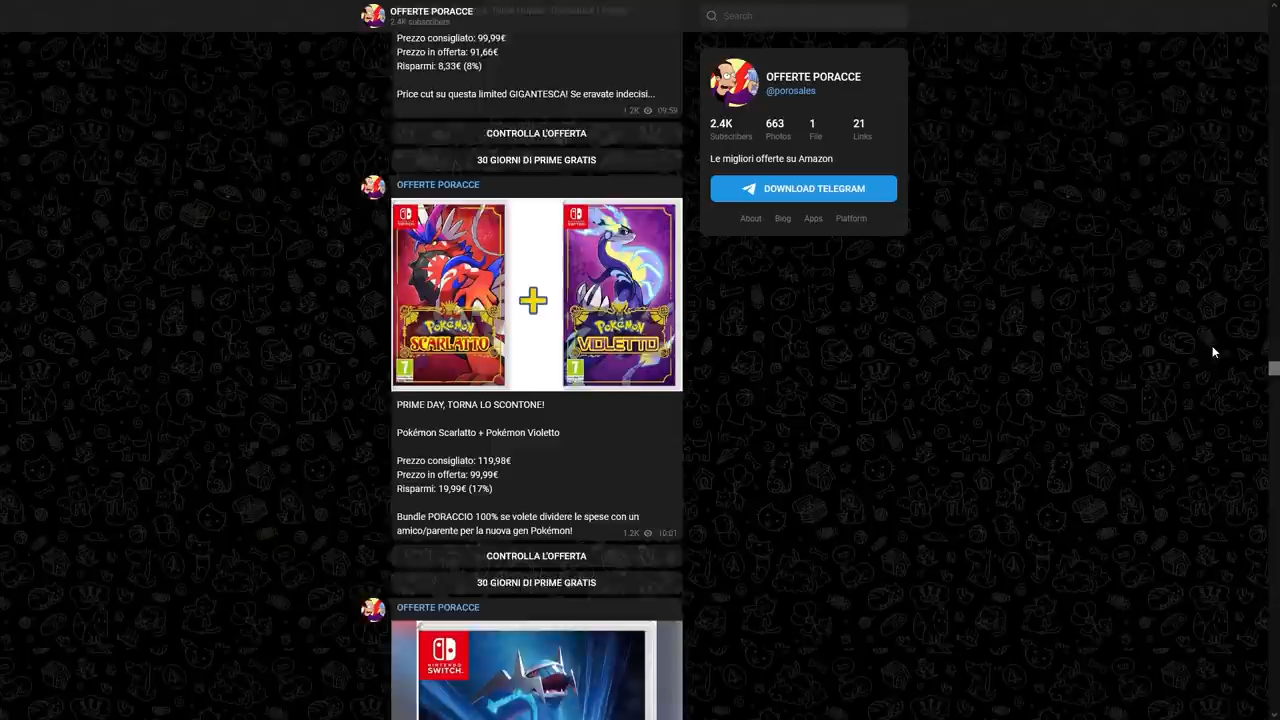 OFFERTE PORACCE
2.4K subscribers
Search
Prezzo consigliato: 99,99€
Prezzo in offerta: 91,66€
Risparmi: 8,33€ (8%)
Price cut su questa limited GIGANTESCA! Se eravate indecisi...
1.2K 09:59
CONTROLLA L'OFFERTA
30 GIORNI DI PRIME GRATIS
OFFERTE PORACCE
POKÉMON
SCARLATTO
7
POKÉMON
VIOLETTO
7
PRIME DAY, TORNA LO SCONTONE!
Pokémon Scarlatto + Pokémon Violetto
Prezzo consigliato: 119,98€
Prezzo in offerta: 99,99€
Risparmi: 19,99€ (17%)
Bundle PORACCIO 100% se volete dividere le spese con un
amico/parente per la nuova gen Pokémon!
1.2K 10:01
CONTROLLA L'OFFERTA
30 GIORNI DI PRIME GRATIS
OFFERTE PORACCE
NINTENDO
SWITCH
OFFERTE PORACCE
@porosales
2.4K 663 1 21
Subscribers Photos File Links
Le migliori offerte su Amazon
DOWNLOAD TELEGRAM
About Blog Apps Platform